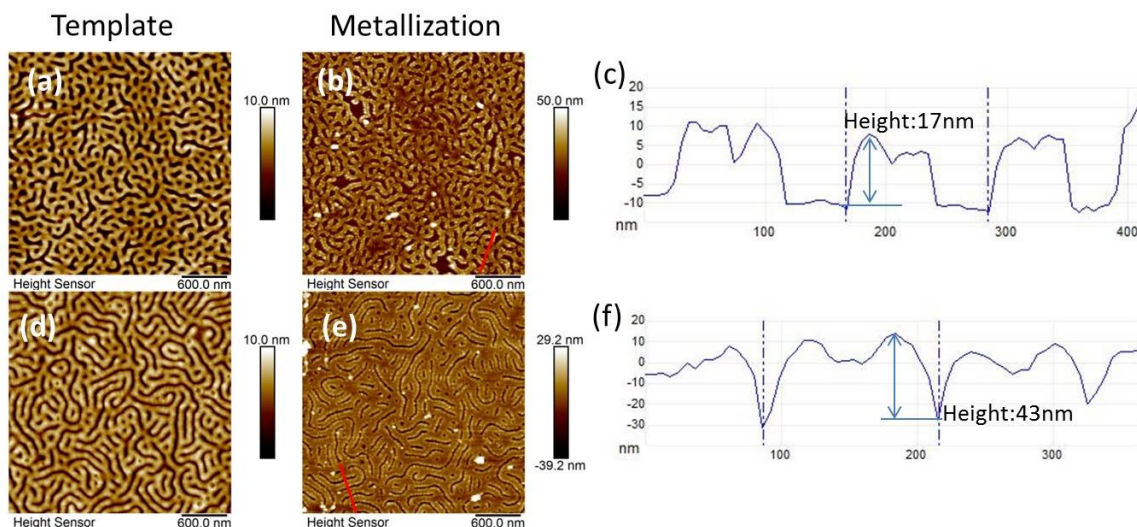 Template
Metallization
(a)
10.0 nm
Height Sensor
600.0 nm
(b)
50.0 nm
Height Sensor
600.0 nm
(c)
20
15
10
5
0
-5
-10
nm
100
200
300
400
Height:17nm
(d)
10.0 nm
Height Sensor
600.0 nm
(e)
29.2 nm
-39.2 nm
Height Sensor
600.0 nm
(f)
20
10
0
-10
-20
-30
nm
100
200
300
Height:43nm